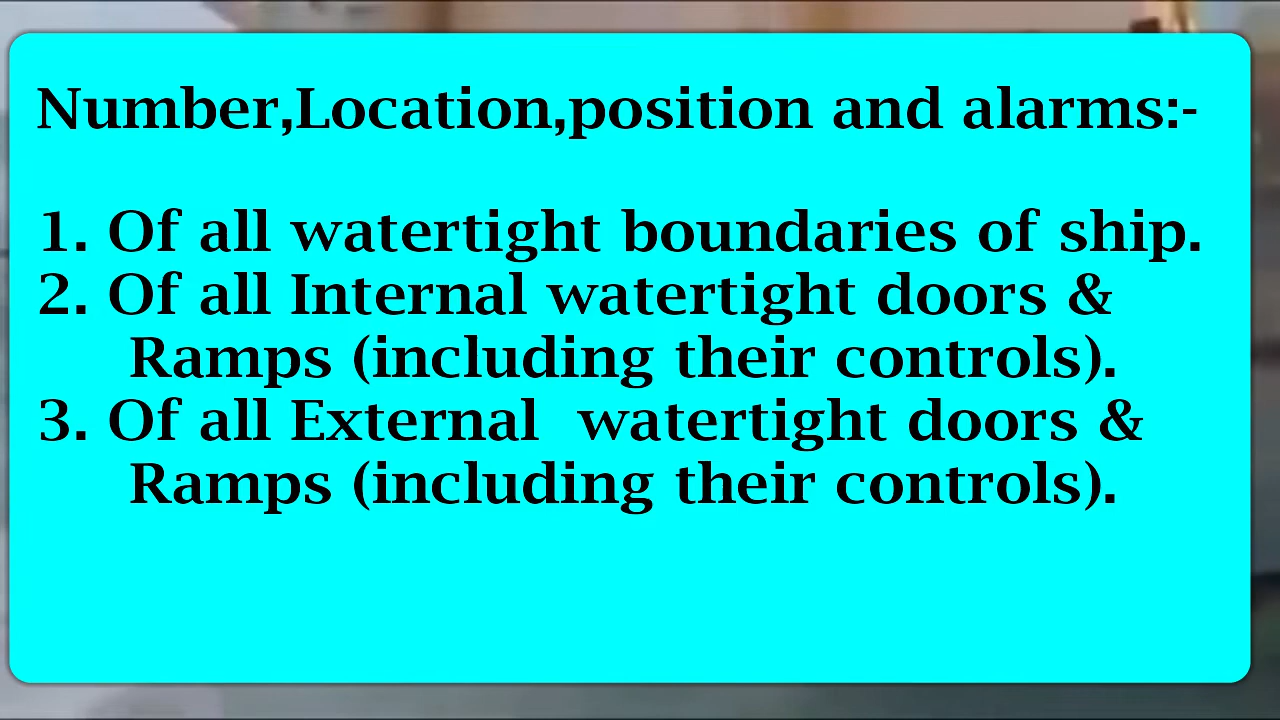 Number,Location,position and alarms:-
1. Of all watertight boundaries of ship.
2. Of all Internal watertight doors &
Ramps (including their controls).
3. Of all External  watertight doors &
Ramps (including their controls).